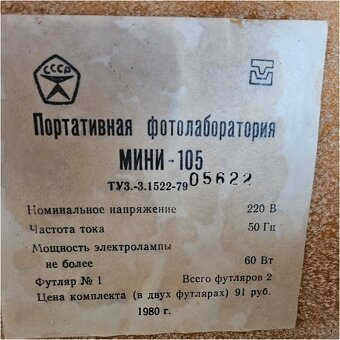 СССР
Портативная фотолаборатория
МИНИ-105
ТУ3.-3.1522-79 05622
Номинальное напряжение 220 В
Частота тока 50 Гц
Мощность электролампы
не более 60 Вт
Футляр № 1 Всего футляров 2
Цена комплекта (в двух футлярах) 91 руб.
1980 г.